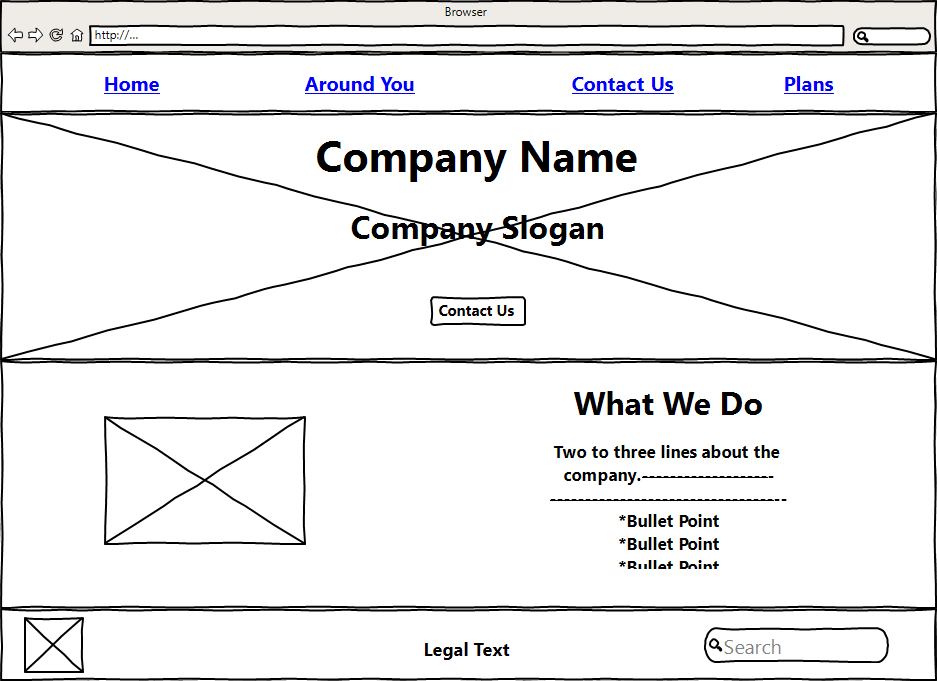 Browser
http://...
Home Around You Contact Us Plans
Company Name
Company Slogan
Contact Us
What We Do
Two to three lines about the
company.-------------------
----------------------------------
*Bullet Point
*Bullet Point
*Bullet Point
Legal Text
Search